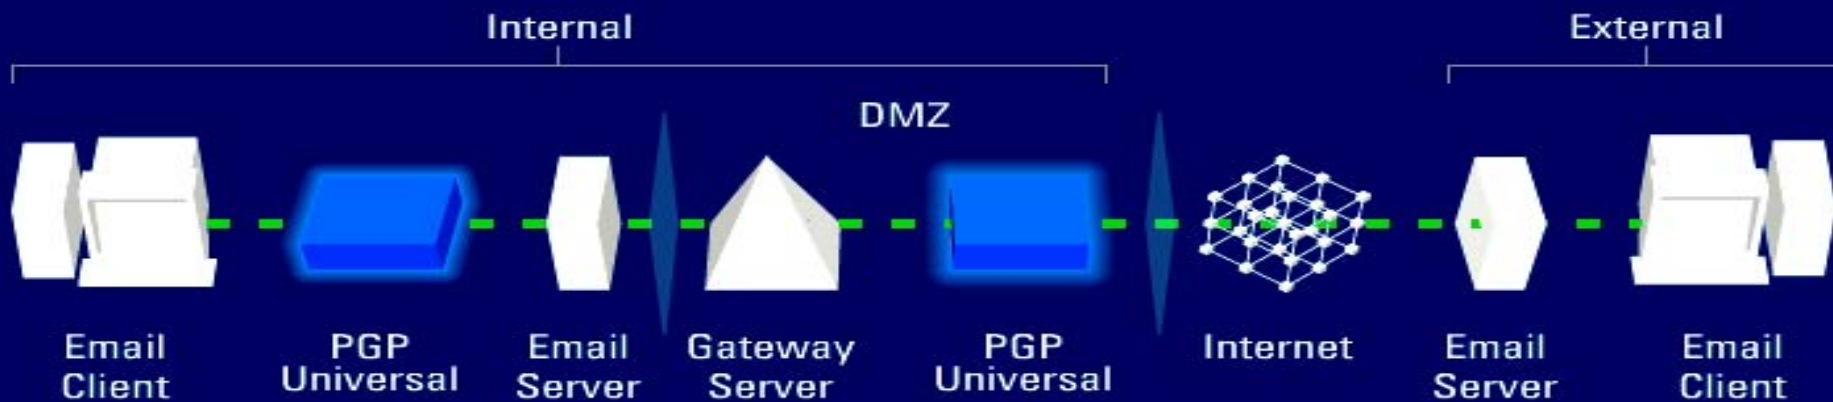 Internal
External
DMZ
Email
Client
PGP
Universal
Email
Server
Gateway
Server
PGP
Universal
Internet
Email
Server
Email
Client